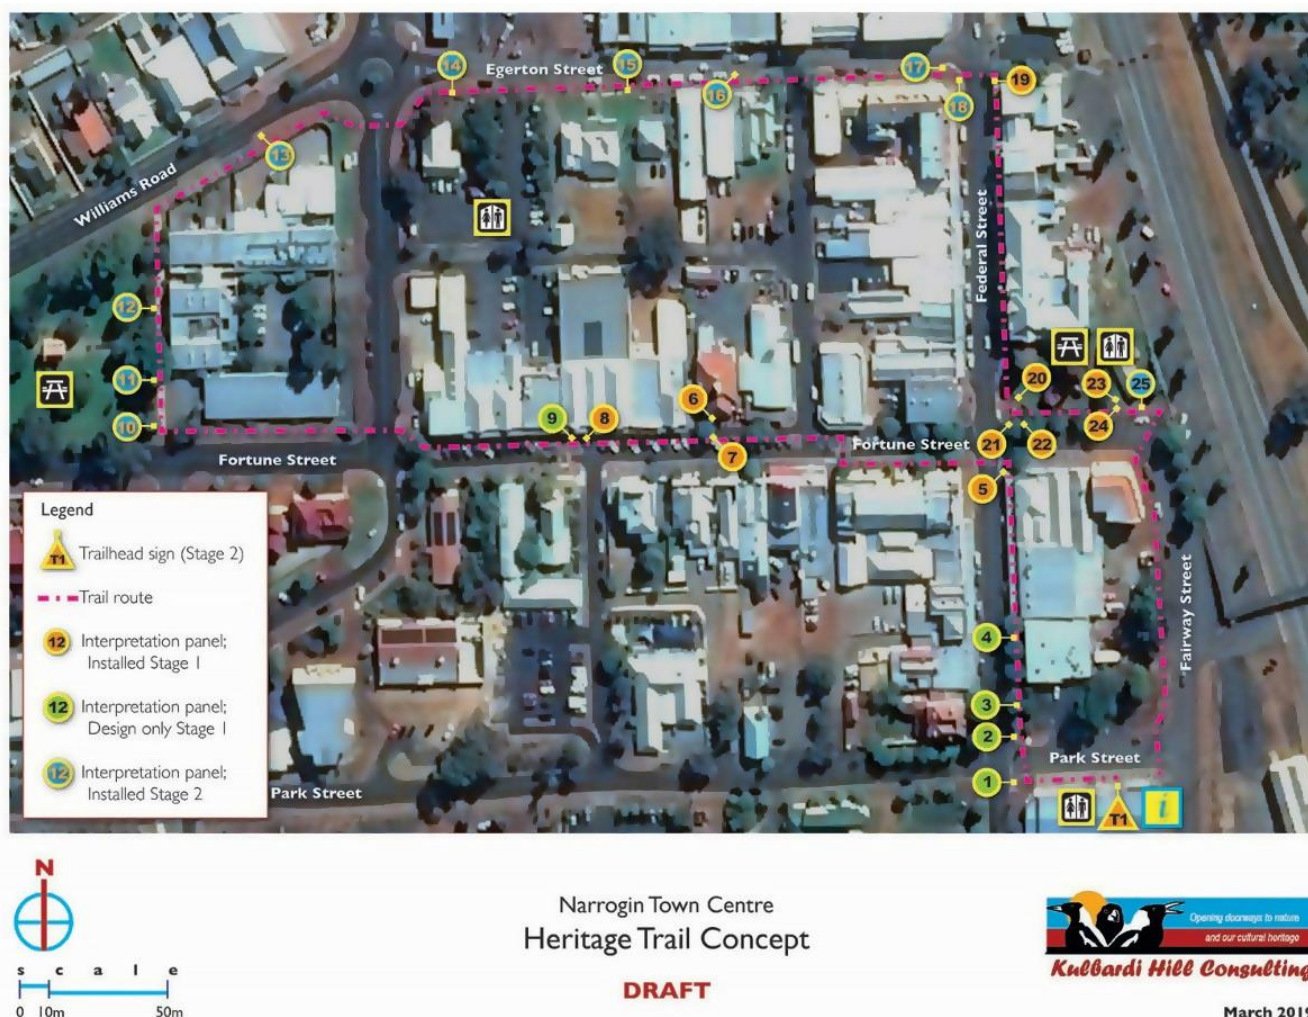 14
Egerton Street
15
17
16
18
19
13
Williams Road
Federal Street
12
11
10
20
23
25
6
9
8
24
Fortune Street
21
22
7
Fortune Street
5
Legend
T1
Trailhead sign (Stage 2)
Trail route
12
Interpretation panel;
Installed Stage 1
12
Interpretation panel;
Design only Stage 1
12
Interpretation panel;
Installed Stage 2
4
Fairway Street
3
2
Park Street
1
Park Street
T1
i
N
scale
0 10m 50m
Narrogin Town Centre
Heritage Trail Concept
DRAFT
Opening doorways to nature
and our cultural heritage
Kulbardi Hill Consulting
March 2019